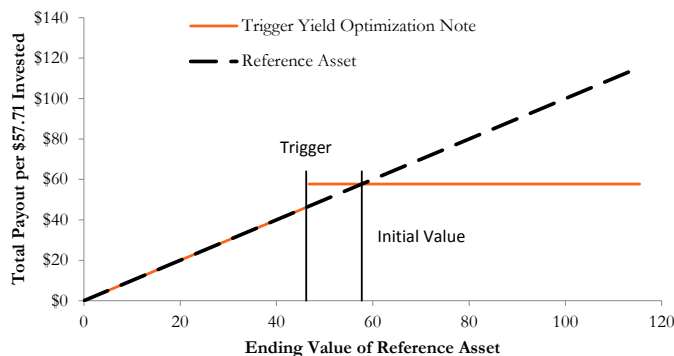 Trigger Yield Optimization Note
Reference Asset
Total Payout per $57.71 Invested
$140
$120
$100
$80
$60
$40
$20
$0
Trigger
Initial Value
0 20 40 60 80 100 120
Ending Value of Reference Asset